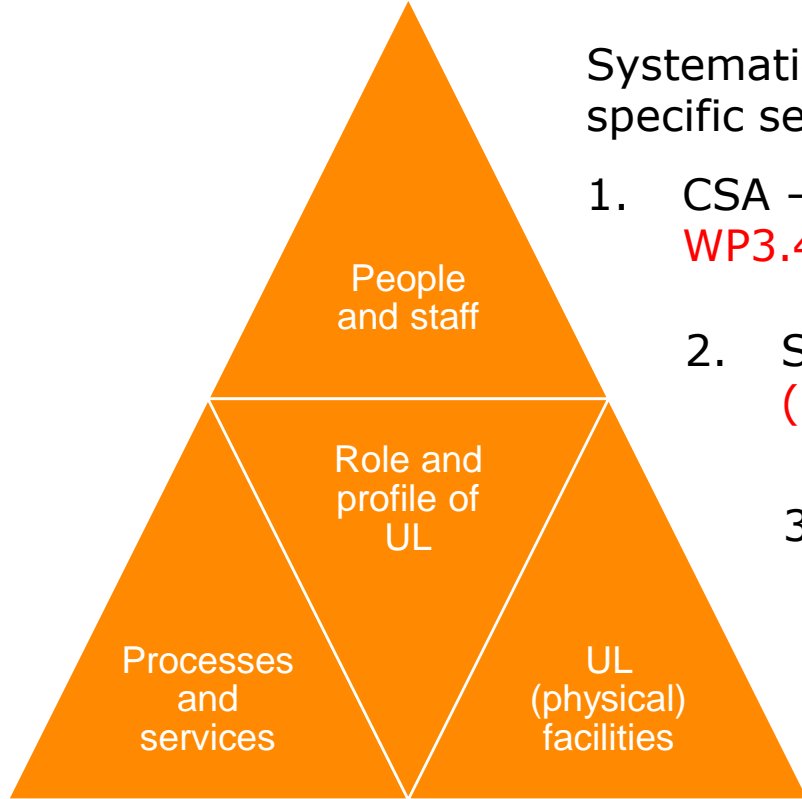 Systemati
specific se
1. CSA –
WP3.4
2. S
(
3
People
and staff
Role and
profile of
UL
Processes
and
services
UL
(physical)
facilities